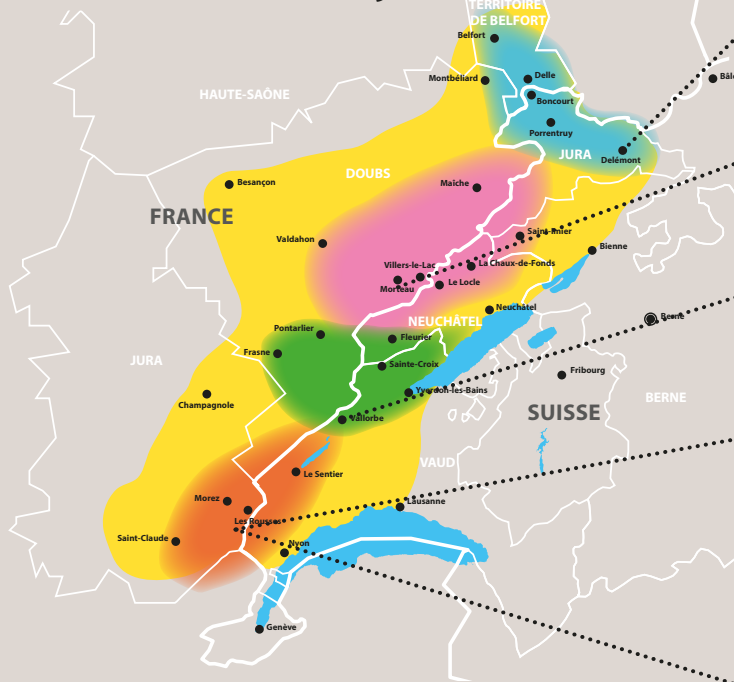 TERRITOIRE
DE BELFORT
Belfort
Montbéliard
Delle
Bâle
HAUTE-SAÔNE
Boncourt
Porrentruy
JURA
Delémont
DOUBS
Besançon
Maiche
FRANCE
Valdahon
Saint-Imier
Bienne
Villers-le-Lac
La Chaux-de-Fonds
Morteau
Le Locle
Neuchâtel
NEUCHÂTEL
Berne
Pontarlier
Fleurier
Frasne
JURA
Sainte-Croix
Fribourg
Yverdon-les-Bains
BERNE
Champagnole
Vallorbe
SUISSE
VAUD
Le Sentier
Morez
Lausanne
Les Rousses
Saint-Claude
Nyon
Genève